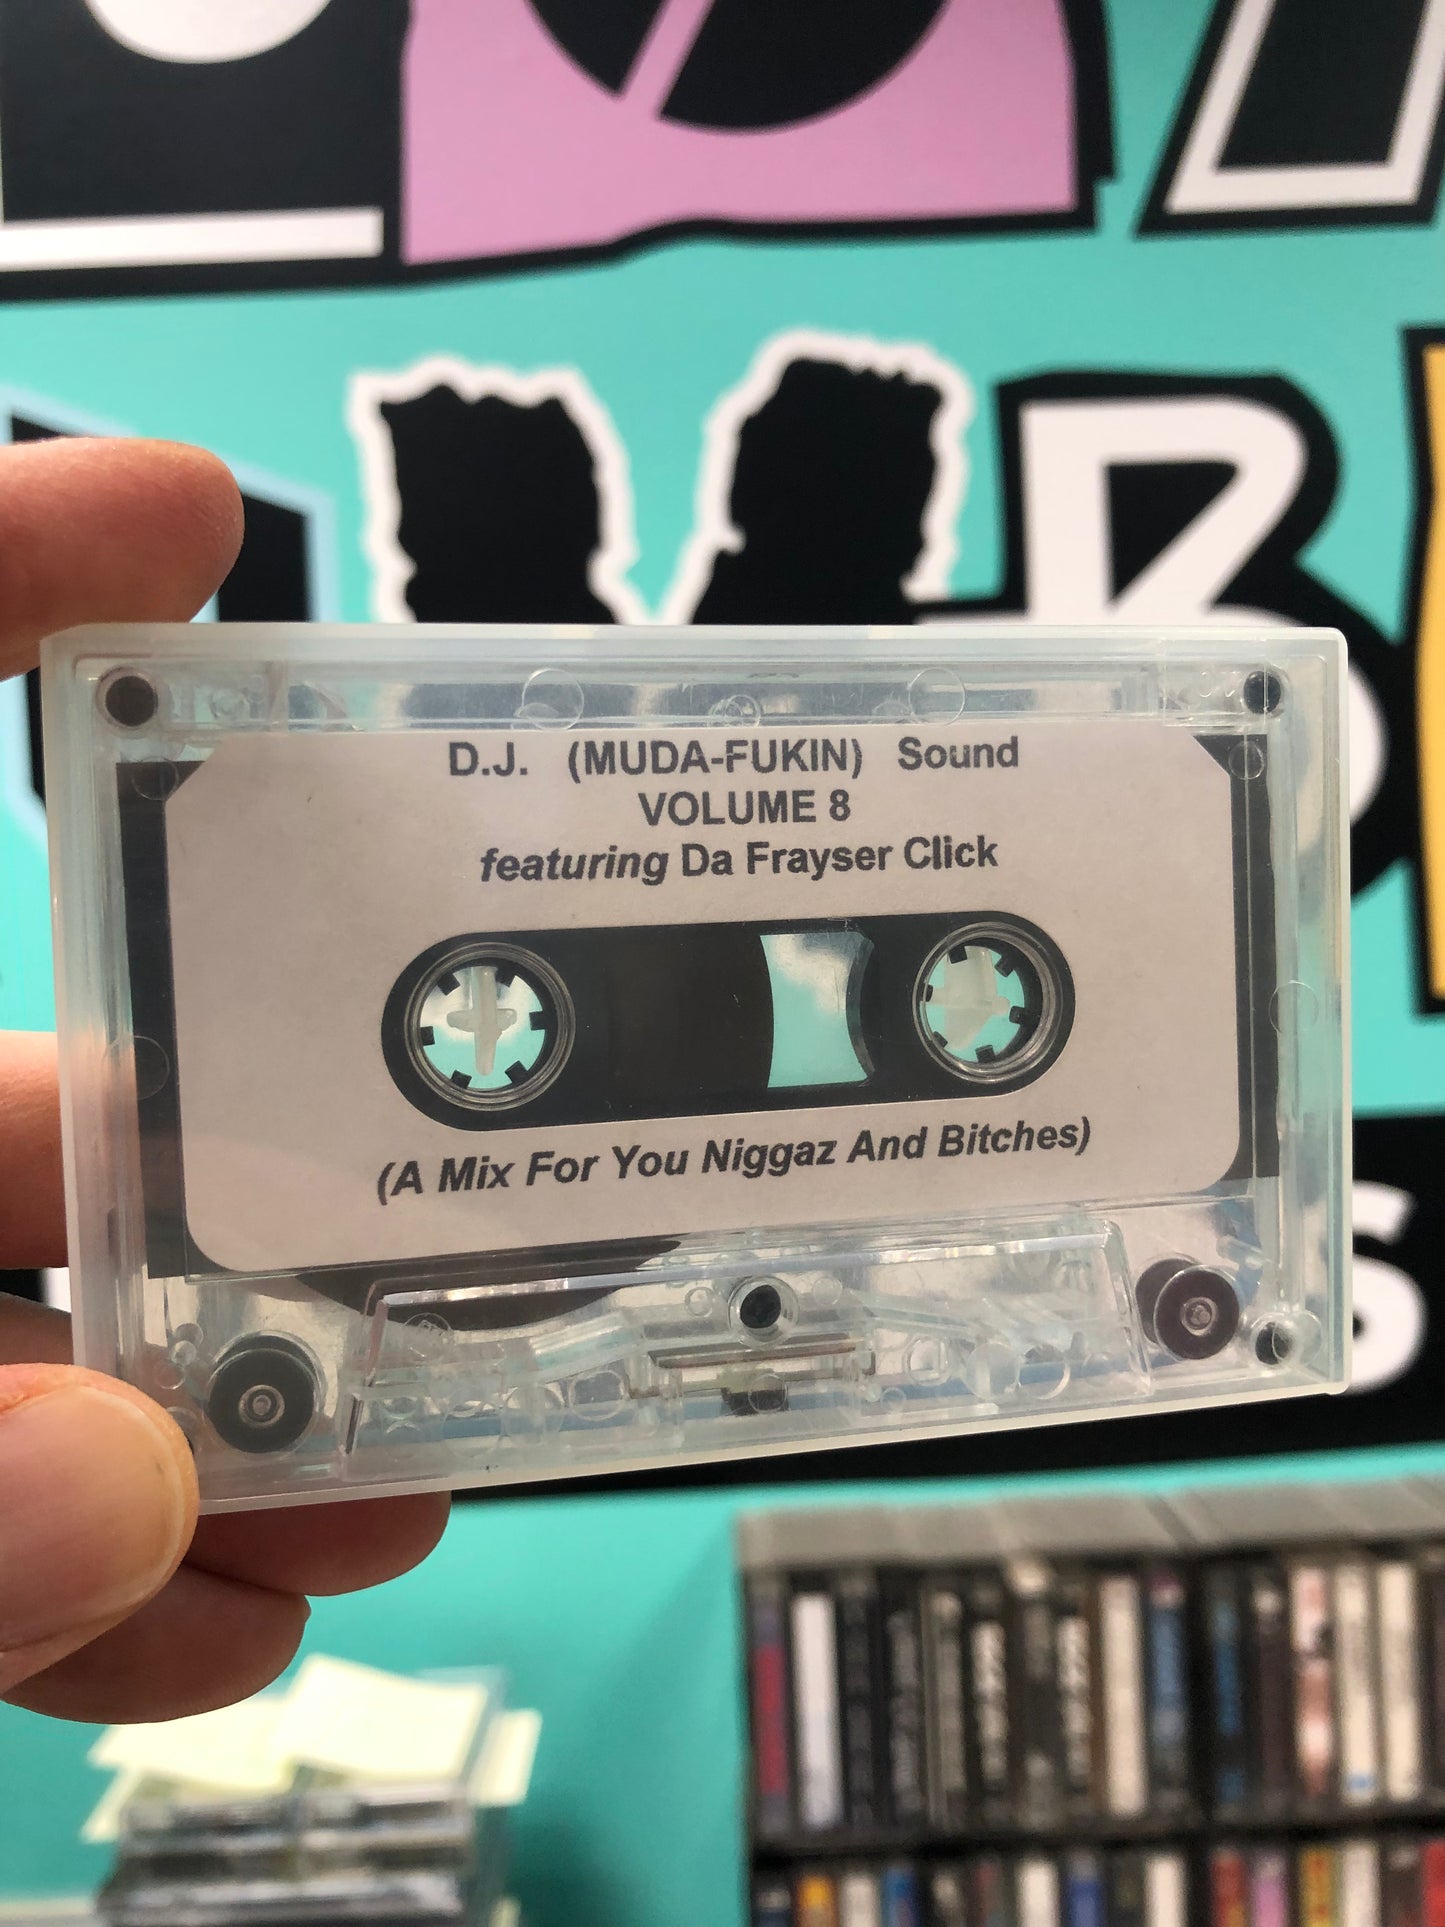 D.J. (MUDA-FUKIN) Sound
VOLUME 8
featuring Da Frayser Click
(A Mix For You Niggaz And Bitches)